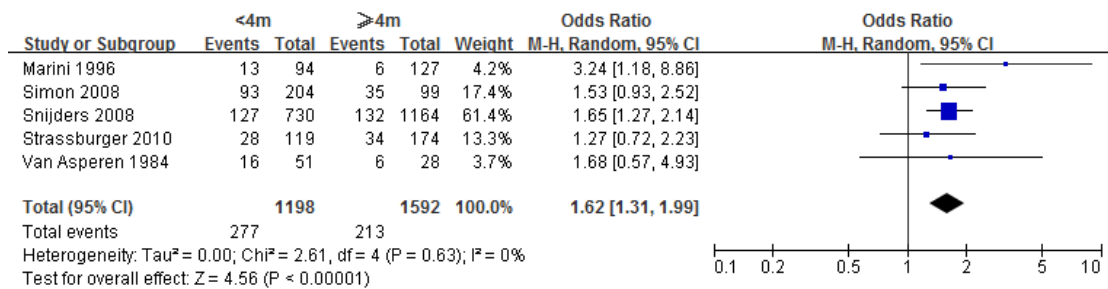 <4m ⩾4m Odds Ratio Odds Ratio
Study or Subgroup Events Total Events Total Weight M-H, Random, 95% CI M-H, Random, 95% CI
Marini 1996 13 94 6 127 4.2% 3.24 [1.18, 8.86]
Simon 2008 93 204 35 99 17.4% 1.53 [0.93, 2.52]
Snijders 2008 127 730 132 1164 61.4% 1.65 [1.27, 2.14]
Strassburger 2010 28 119 34 174 13.3% 1.27 [0.72, 2.23]
Van Asperen 1984 16 51 6 28 3.7% 1.68 [0.57, 4.93]
Total (95% CI) 1198 1592 100.0% 1.62 [1.31, 1.99]
Total events 277 213
Heterogeneity: Tau² = 0.00; Chi² = 2.61, df = 4 (P = 0.63); I² = 0%
Test for overall effect: Z = 4.56 (P < 0.00001)
0.1 0.2 0.5 1 2 5 10